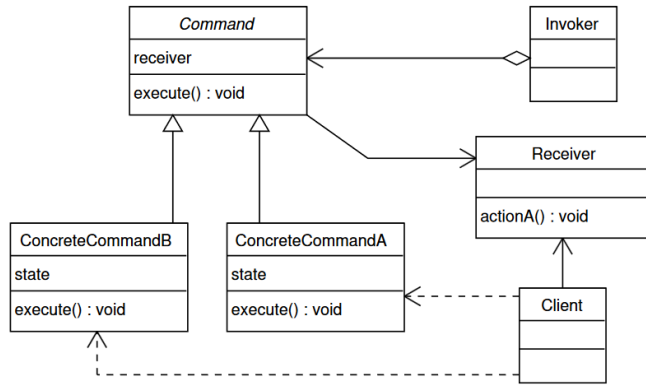 Command
receiver
execute() : void
Invoker
Receiver
actionA() : void
ConcreteCommandB
state
execute() : void
ConcreteCommandA
state
execute() : void
Client